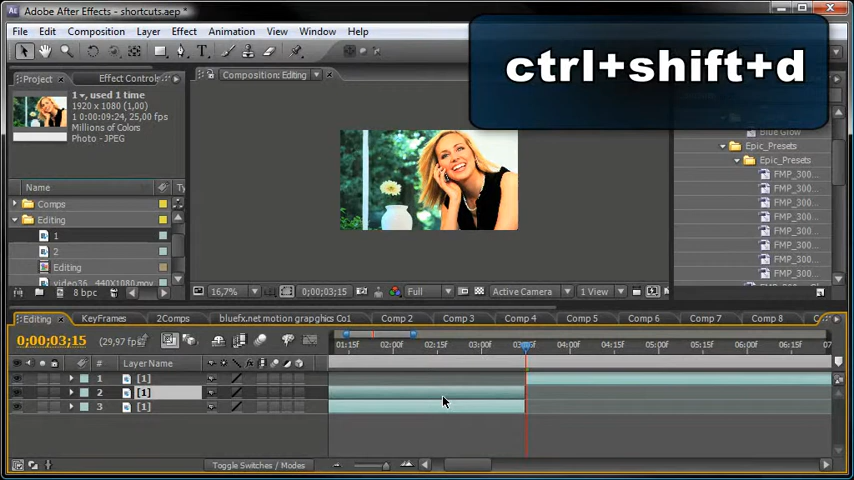 Adobe After Effects - shortcuts.aep *
File Edit Composition Layer Effect Animation View Window Help
ctrl+shift+d
Project
Effect Controls
Composition: Editing
1, used 1 time
1920 x 1080 (1,00)
1 0:00:09:24, 25,00 fps
Millions of Colors
Photo - JPEG
Blue Glow
Epic_Presets
Epic_Presets
FMP_300...
FMP_300...
FMP_300...
FMP_300...
FMP_300...
FMP_300...
FMP_300...
FMP_300...
Name
Ty
Comps
Editing
1
2
Editing
video36_440X1080.mov
8 bpc
16,7%
0;00;03;15
Full
Active Camera
1 View
Editing
KeyFrames
2Comps
bluefx.net motion grapghics Co1
Comp 2
Comp 3
Comp 4
Comp 5
Comp 6
Comp 7
Comp 8
0;00;03;15
(29,97 fps)
01:15f
02:00f
02:15f
03:00f
04:00f
04:15f
05:00f
05:15f
06:00f
06:15f
07
#
Layer Name
1
[1]
2
[1]
3
[1]
Toggle Switches / Modes